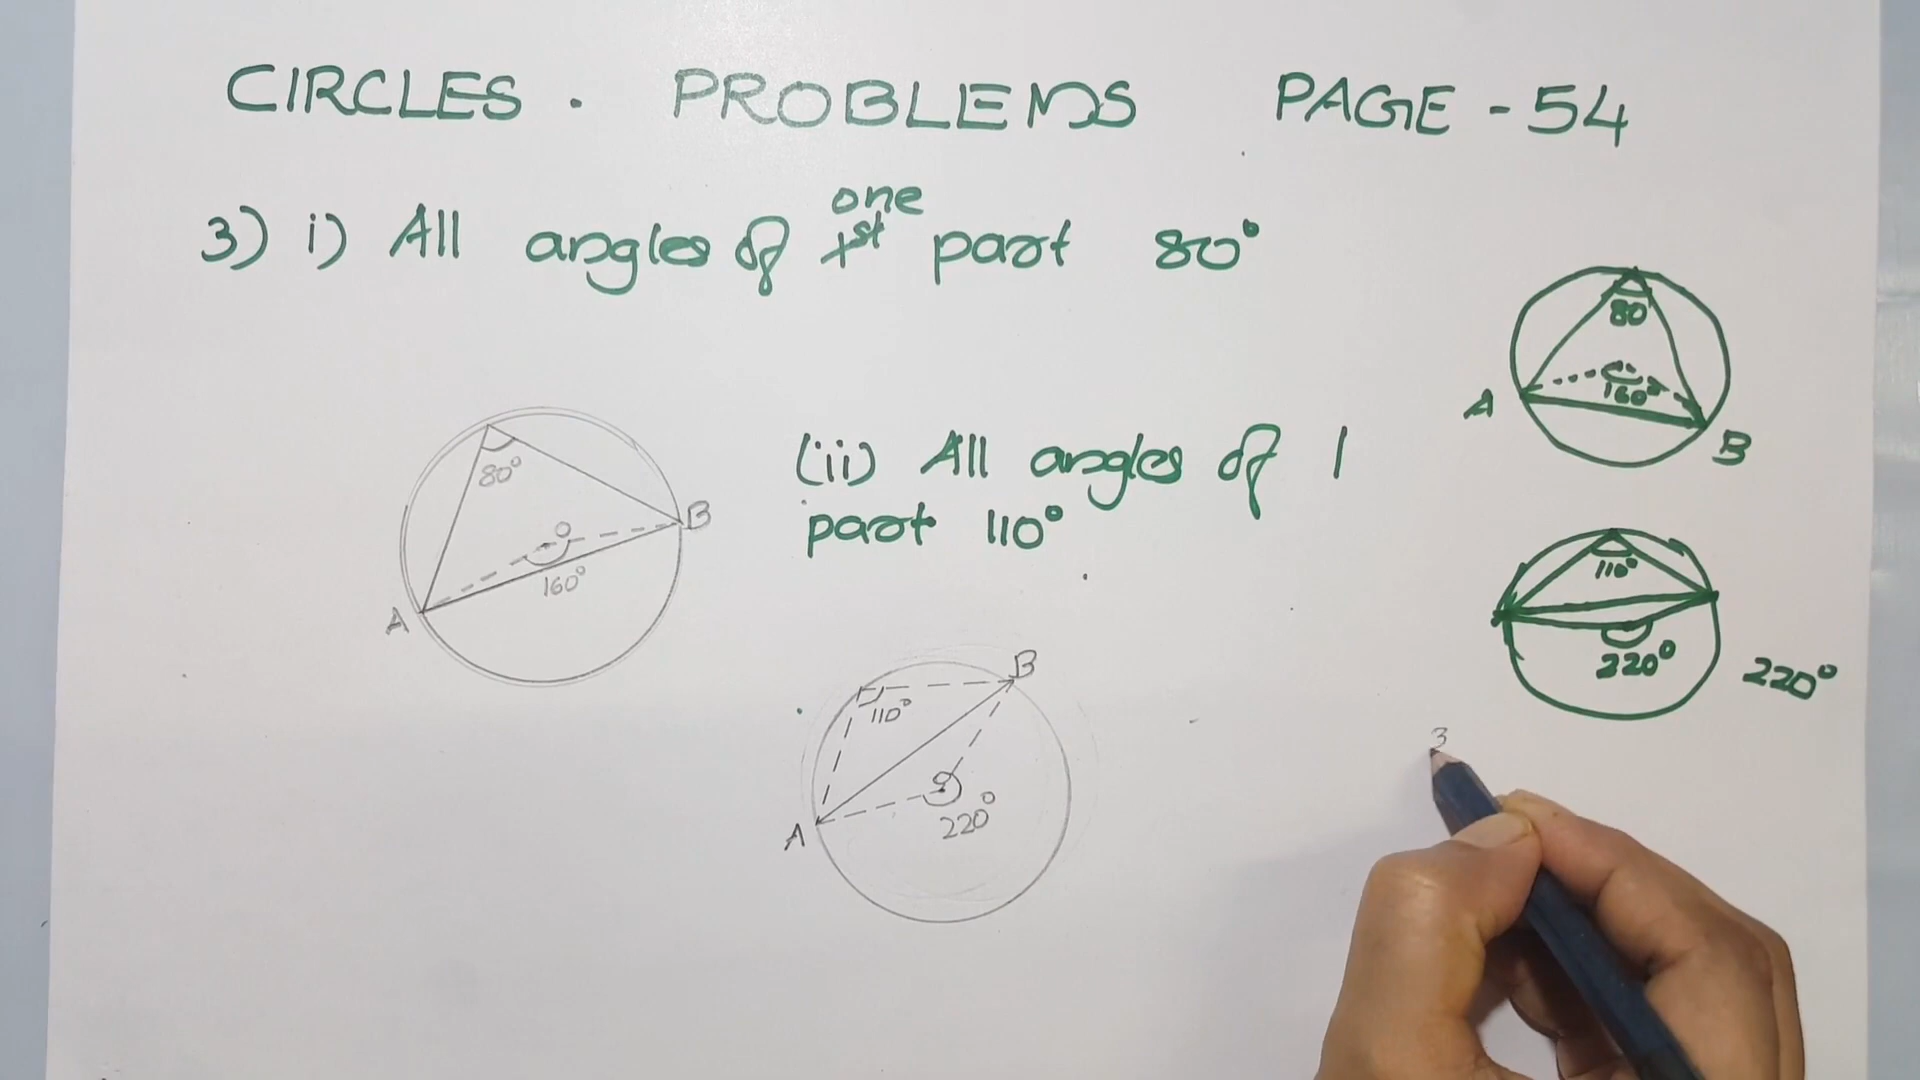 CIRCLES. PROBLEMS PAGE - 54
one
3) i) All angles of 1st part 80°
80
160°
A
B
80°
O
B
160°
A
(ii) All angles of 1
part 110°
110°
220°
220°
B
110°
O
220°
A
3